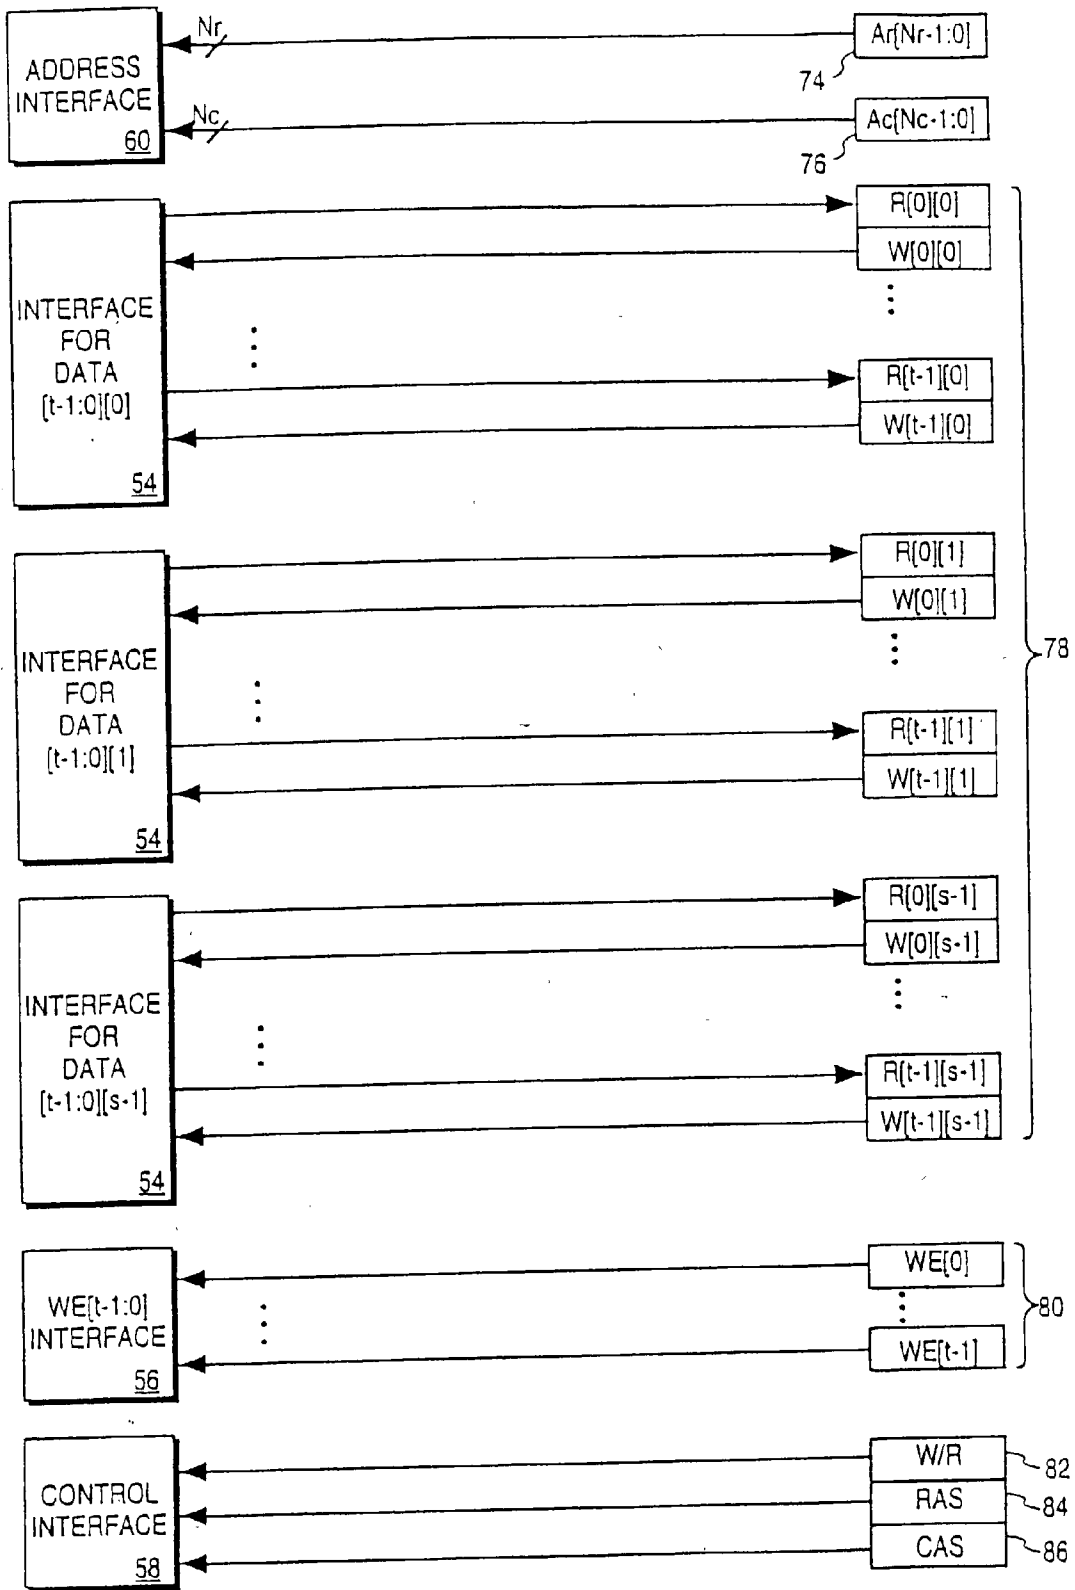 ADDRESS
INTERFACE
60
Nr
Ar[Nr-1:0]
74
Nc
Ac[Nc-1:0]
76
INTERFACE
FOR
DATA
[t-1:0][0]
54
R[0][0]
W[0][0]
R[t-1][0]
W[t-1][0]
INTERFACE
FOR
DATA
[t-1:0][1]
54
R[0][1]
W[0][1]
R[t-1][1]
W[t-1][1]
78
INTERFACE
FOR
DATA
[t-1:0][s-1]
54
R[0][s-1]
W[0][s-1]
R[t-1][s-1]
W[t-1][s-1]
WE[t-1:0]
INTERFACE
56
WE[0]
WE[t-1]
80
CONTROL
INTERFACE
58
W/R
82
RAS
84
CAS
86